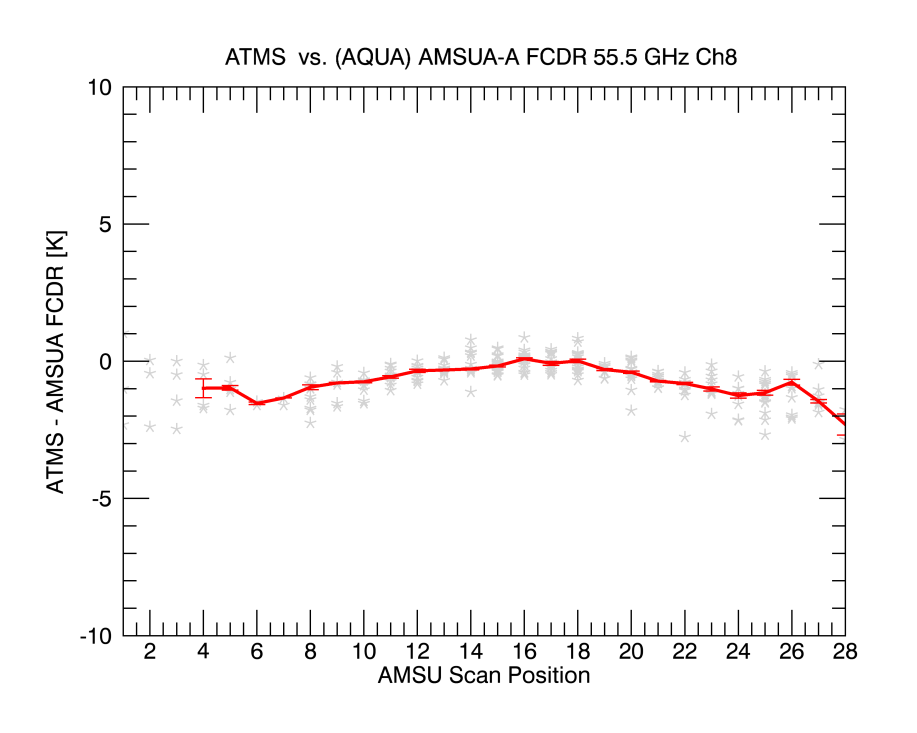 ATMS  vs. (AQUA) AMSUA-A FCDR 55.5 GHz Ch8
ATMS - AMSUA FCDR [K]
10
5
0
-5
-10
2 4 6 8 10 12 14 16 18 20 22 24 26 28
AMSU Scan Position